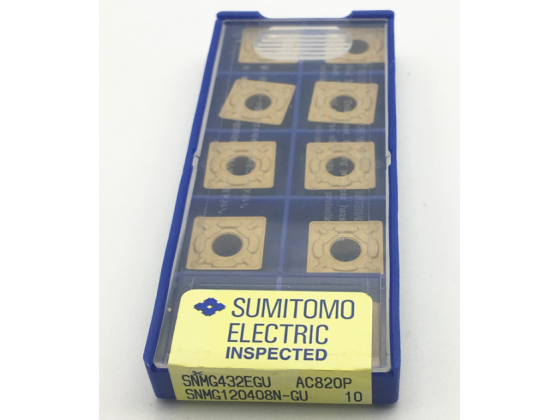 SUMITOMO
ELECTRIC
INSPECTED
SNMG432EGU AC820P
SNMG120408N-GU 10